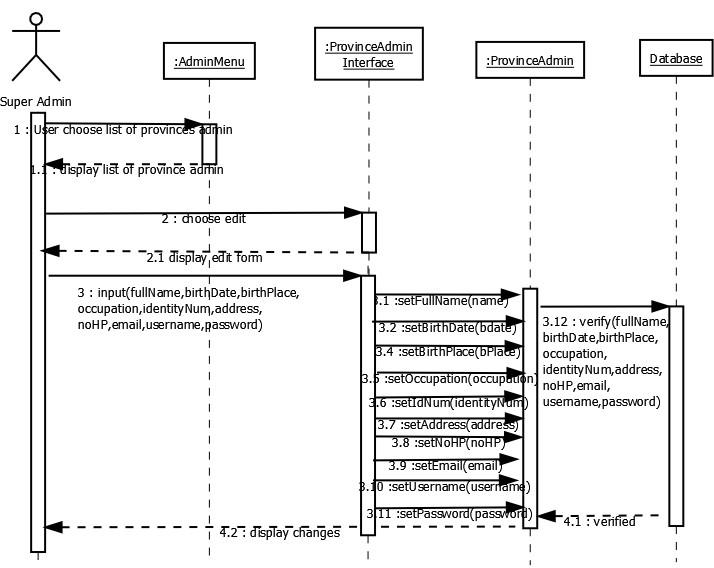 :AdminMenu
:ProvinceAdmin
Interface
:ProvinceAdmin
Database
Super Admin
1 : User choose list of provinces admin
1.1 : display list of province admin
2 : choose edit
2.1 display edit form
3 : input(fullName,birthDate,birthPlace,
occupation,identityNum,address,
noHP,email,username,password)
3.1 :setFullName(name)
3.2 :setBirthDate(bdate)
3.4 :setBirthPlace(bPlace)
3.5 :setOccupation(occupation)
3.6 :setIdNum(identityNum)
3.7 :setAddress(address)
3.8 :setNoHP(noHP)
3.9 :setEmail(email)
3.10 :setUsername(username)
3.11 :setPassword(password)
3.12 : verify(fullName,
birthDate,birthPlace,
occupation,
identityNum,address,
noHP,email,
username,password)
4.1 : verified
4.2 : display changes